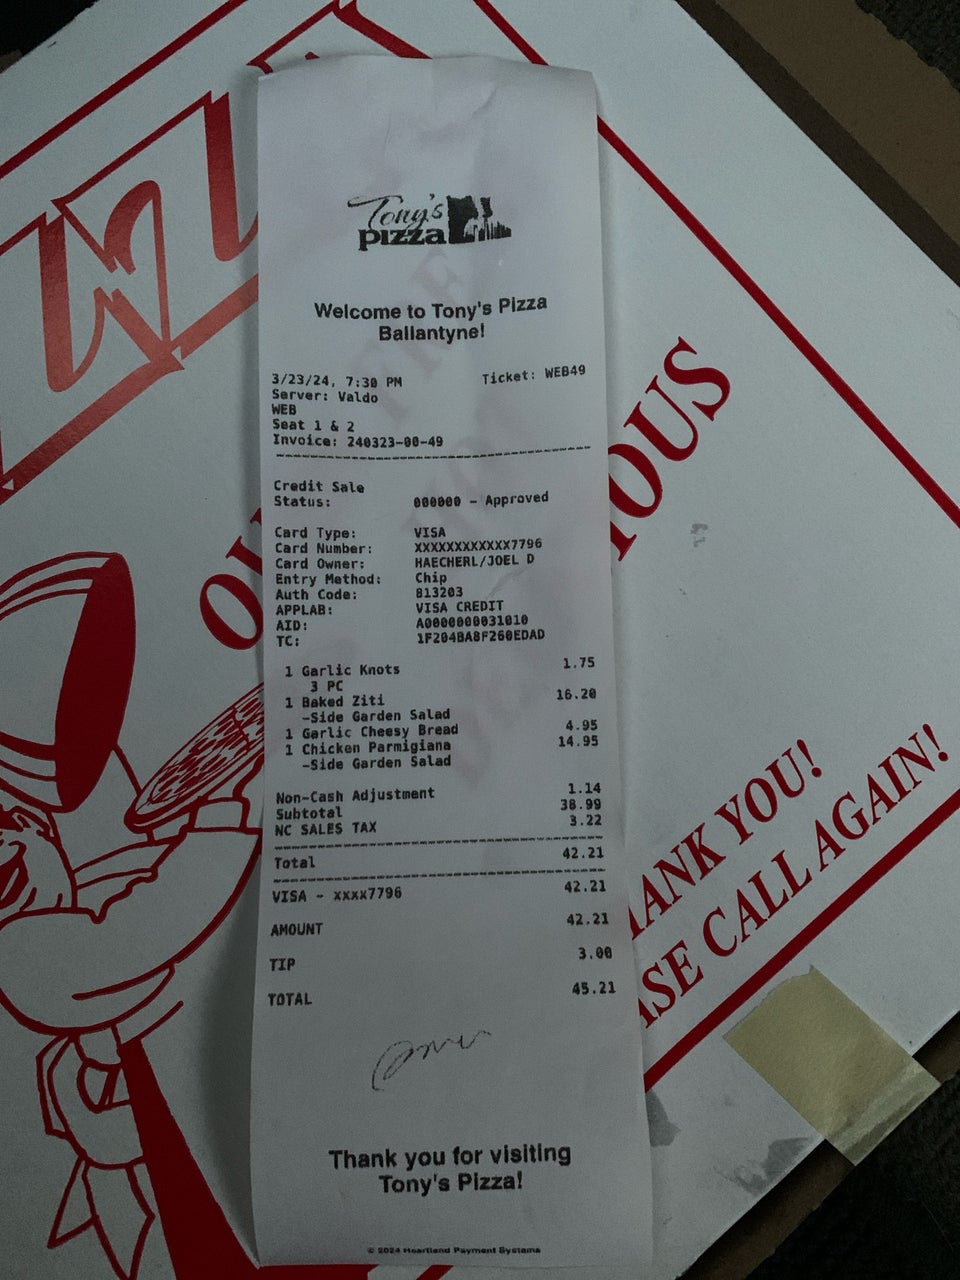 Tony's
pizza
Welcome to Tony's Pizza
Ballantyne!
3/23/24, 7:30 PM Ticket: WEB49
Server: Valdo
WEB
Seat 1 & 2
Invoice: 240323-00-49
Credit Sale
Status: 000000 - Approved
Card Type: VISA
Card Number: XXXXXXXXXXXX7796
Card Owner: HAECHERL/JOEL D
Entry Method: Chip
Auth Code: 813203
APPLAB: VISA CREDIT
AID: A0000000031010
TC: 1F204BA8F260EDAD
1 Garlic Knots 1.75
3 PC
1 Baked Ziti 16.20
-Side Garden Salad
1 Garlic Cheesy Bread 4.95
1 Chicken Parmigiana 14.95
-Side Garden Salad
Non-Cash Adjustment 1.14
Subtotal 38.99
NC SALES TAX 3.22
Total 42.21
VISA - xxxx7796 42.21
AMOUNT 42.21
TIP 3.00
TOTAL 45.21
Thank you for visiting
Tony's Pizza!
© 2024 Heartland Payment Systems
OUS
ANK YOU!
ASE CALL AGAIN!